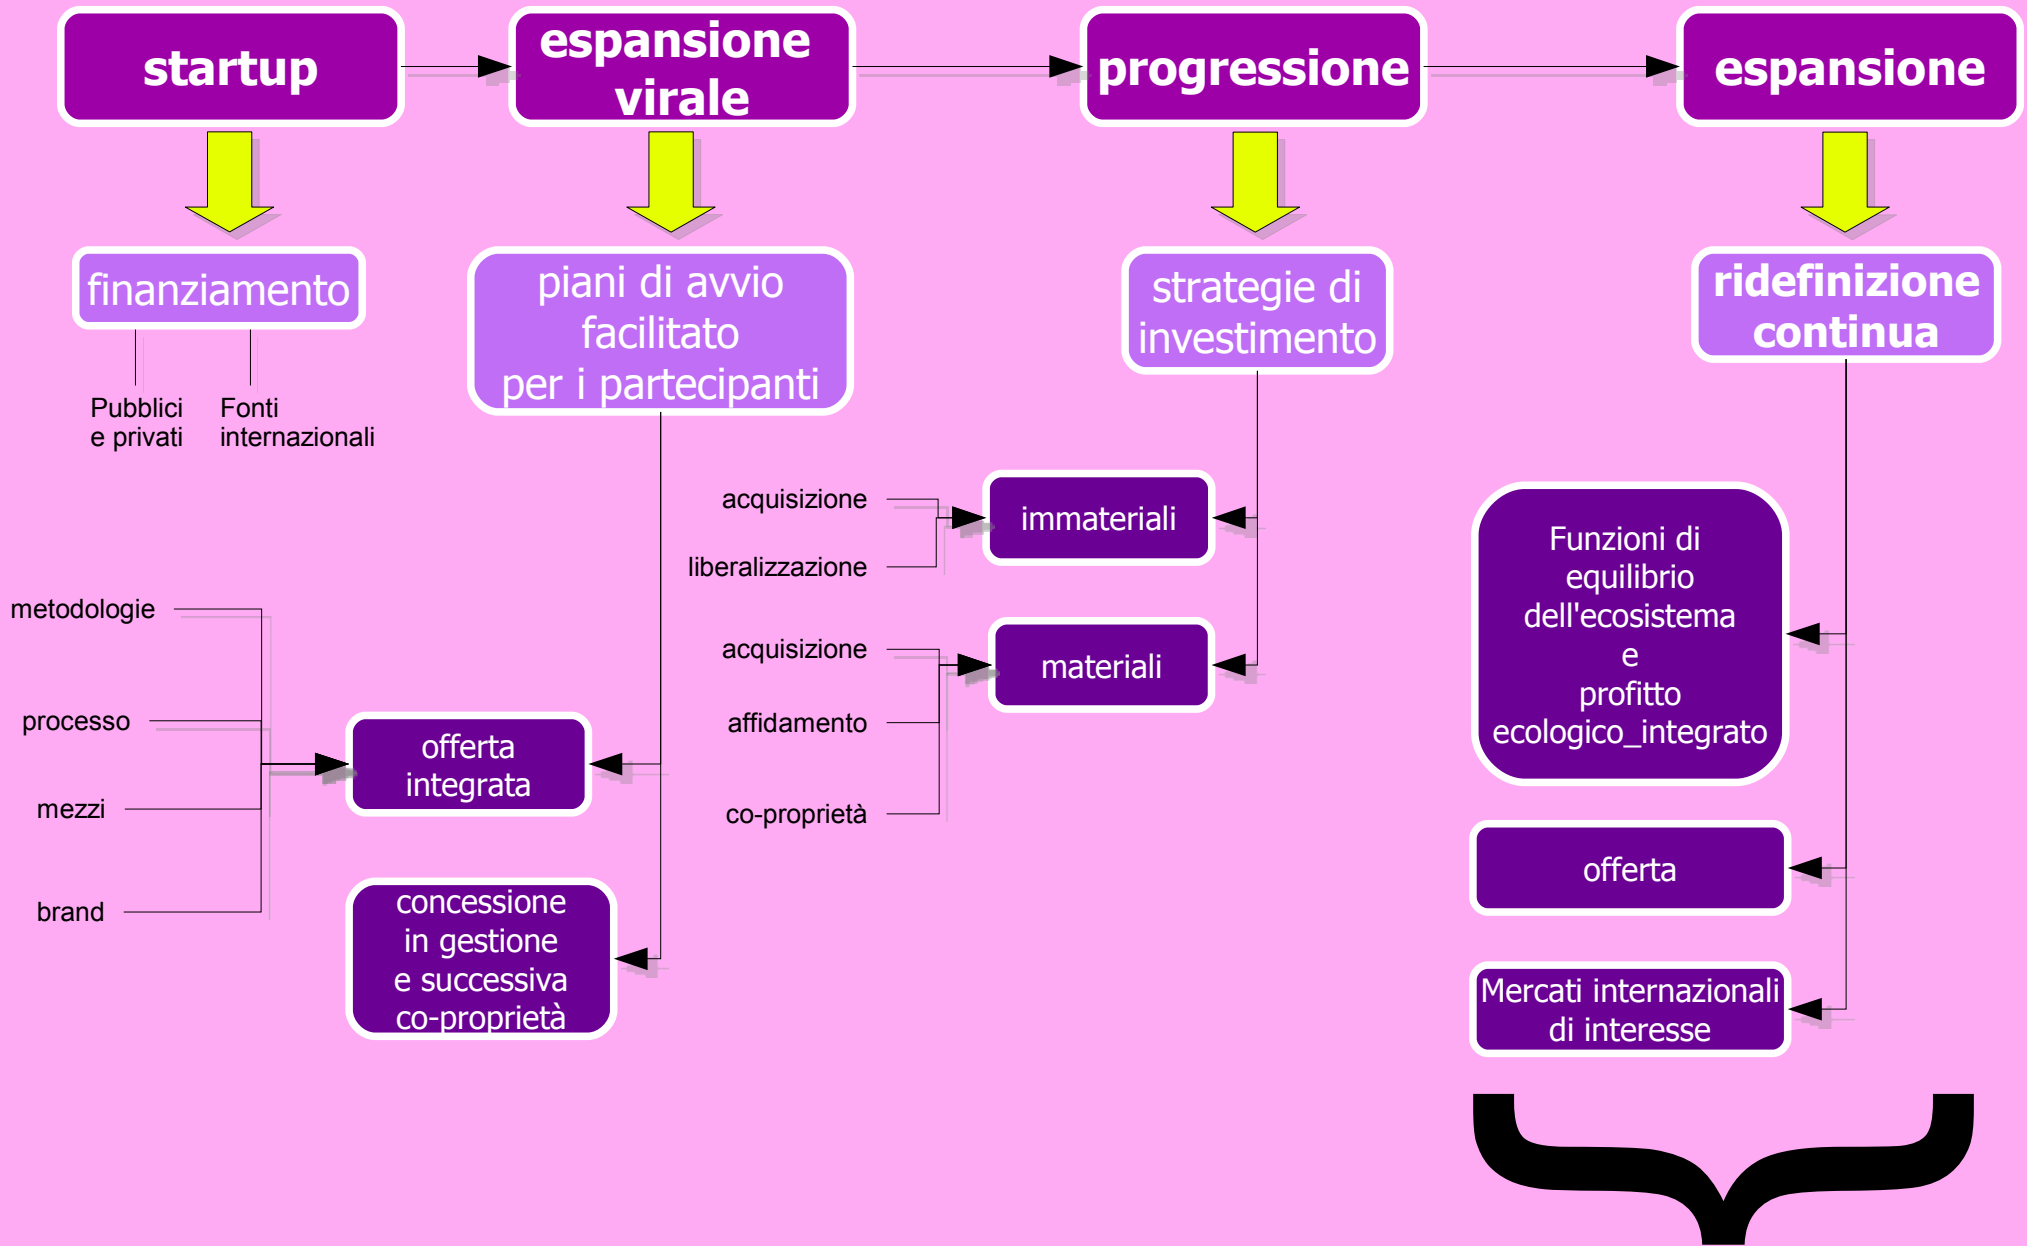 startup
espansione
virale
progressione
espansione
finanziamento
Pubblici
e privati
Fonti
internazionali
piani di avvio
facilitato
per i partecipanti
metodologie
processo
mezzi
brand
offerta
integrata
concessione
in gestione
e successiva
co-proprietà
strategie di
investimento
acquisizione
liberalizzazione
immateriali
acquisizione
affidamento
co-proprietà
materiali
ridefinizione
continua
Funzioni di
equilibrio
dell'ecosistema
e
profitto
ecologico_integrato
offerta
Mercati internazionali
di interesse